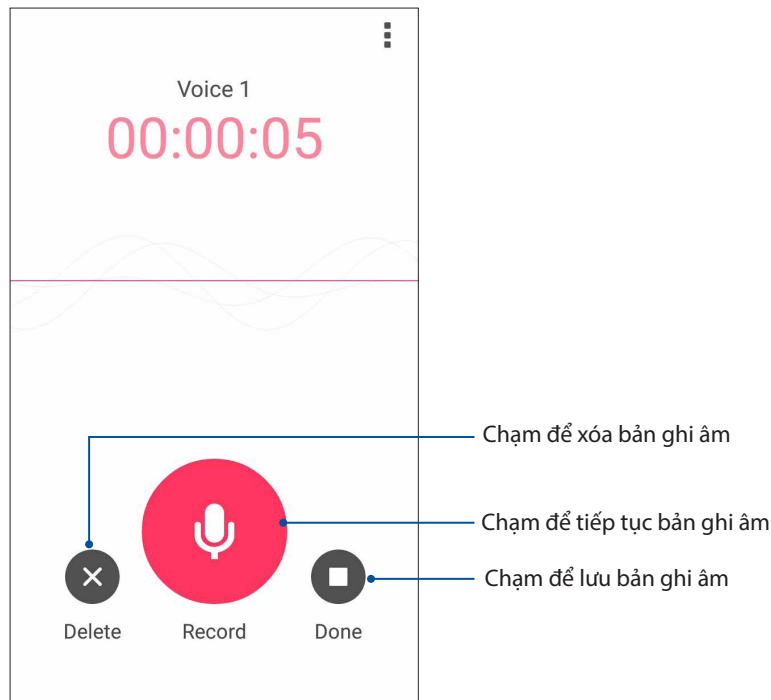 Voice 1
00:00:05
Chạm để xóa bản ghi âm
Chạm để tiếp tục bản ghi âm
Chạm để lưu bản ghi âm
Delete
Record
Done